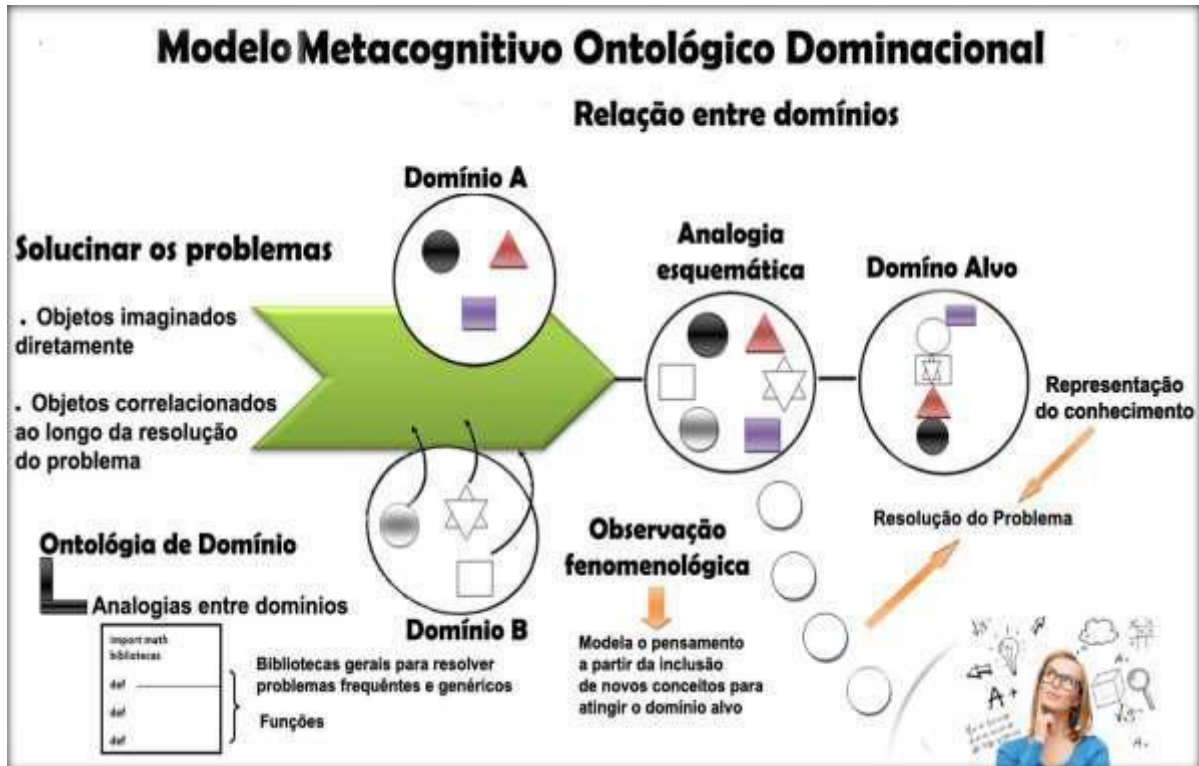 Modelo Metacognitivo Ontológico Dominacional
Relação entre domínios
Domínio A
Solucinar os problemas
. Objetos imaginados
diretamente
. Objetos correlacionados
ao longo da resolução
do problema
Analogia
esquemática
Domíno Alvo
Representação
do conhecimento
Resolução do Problema
Ontológia de Domínio
Analogias entre domínios
import math
bibliotecas
def
def
def
Bibliotecas gerais para resolver
problemas frequêntes e genéricos
Funções
Domínio B
Observação
fenomenológica
Modela o pensamento
a partir da inclusão
de novos conceitos para
atingir o domínio alvo
A+